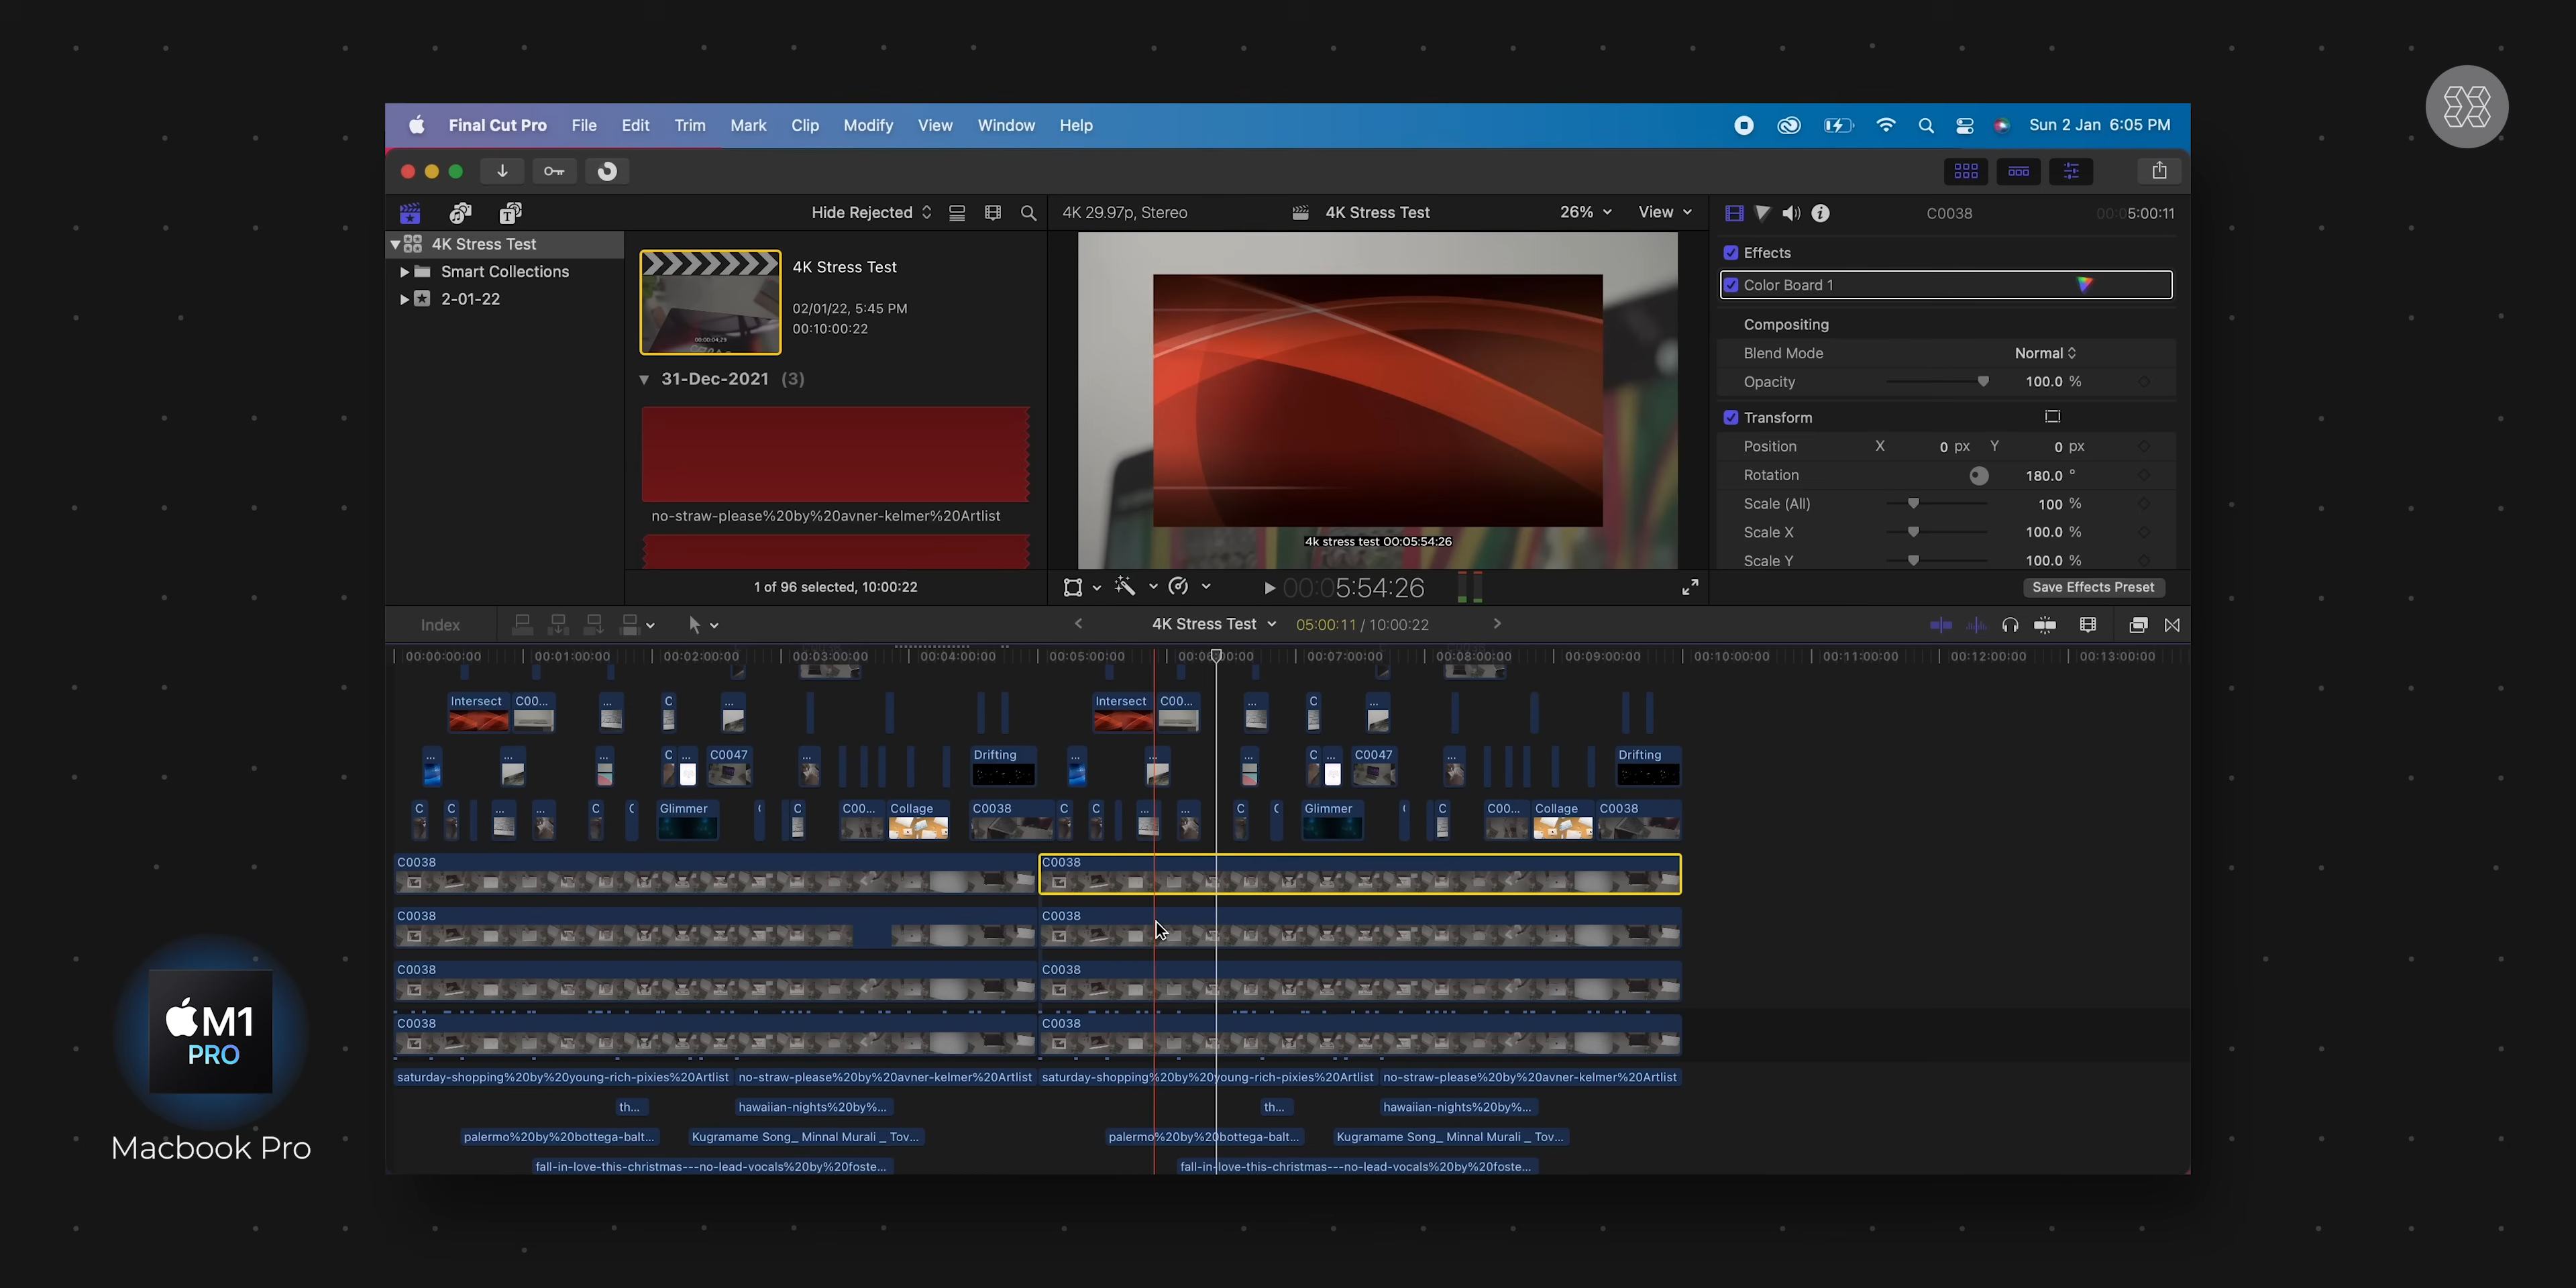 Final Cut Pro File Edit Trim Mark Clip Modify View Window Help Sun 2 Jan 6:05 PM
Hide Rejected 4K 29.97p, Stereo 4K Stress Test 26% View C0038 00:05:00:11
4K Stress Test
Smart Collections
2-01-22
4K Stress Test
02/01/22, 5:45 PM
00:10:00:22
31-Dec-2021 (3)
no-straw-please%20by%20avner-kelmer%20Artlist
1 of 96 selected, 10:00:22
4k stress test 00:05:54:26
00:05:54:26
Effects
Color Board 1
Compositing
Blend Mode Normal
Opacity 100.0 %
Transform
Position X 0 px Y 0 px
Rotation 180.0 °
Scale (All) 100 %
Scale X 100.0 %
Scale Y 100.0 %
Save Effects Preset
Index 4K Stress Test 05:00:11 / 10:00:22
00:00:00:00 00:01:00:00 00:02:00:00 00:03:00:00 00:04:00:00 00:05:00:00 00:07:00:00 00:08:00:00 00:09:00:00 00:10:00:00 00:11:00:00 00:12:00:00 00:13:00:00
Intersect C00... ... C ... Intersect C00... ... C ...
... ... ... C ... C0047 ... Drifting ... ... ... C ... C0047 ... Drifting
C C ... ... C Glimmer C C00... Collage C0038 C C ... ... C Glimmer C C00... Collage C0038
C0038 C0038
C0038 C0038
C0038 C0038
C0038 C0038
saturday-shopping%20by%20young-rich-pixies%20Artlist no-straw-please%20by%20avner-kelmer%20Artlist saturday-shopping%20by%20young-rich-pixies%20Artlist no-straw-please%20by%20avner-kelmer%20Artlist
th... hawaiian-nights%20by%... th... hawaiian-nights%20by%...
palermo%20by%20bottega-balt... Kugramame Song_ Minnal Murali _ Tov... palermo%20by%20bottega-balt... Kugramame Song_ Minnal Murali _ Tov...
fall-in-love-this-christmas---no-lead-vocals%20by%20foste... fall-in-love-this-christmas---no-lead-vocals%20by%20foste...
M1
PRO
Macbook Pro